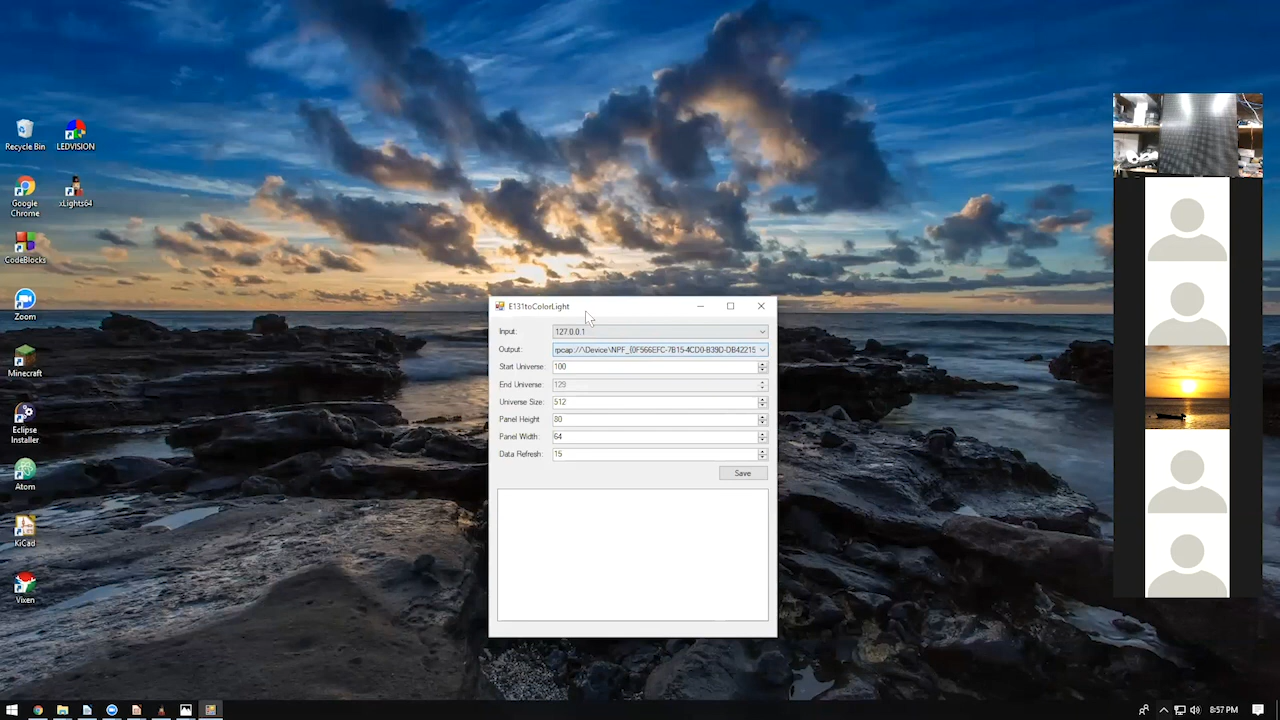 Recycle Bin
LEDVISION
Google
Chrome
xLights64
CodeBlocks
Zoom
Minecraft
Eclipse
Installer
Atom
KiCad
Vixen
E131toColorLight
Input: 127.0.0.1
Output: rpcap://\Device\NPF_{0F566EFC-7B15-4CD0-B39D-DB42215
Start Universe: 100
End Universe: 129
Universe Size: 512
Panel Height 80
Panel Width: 64
Data Refresh: 15
Save
8:57 PM